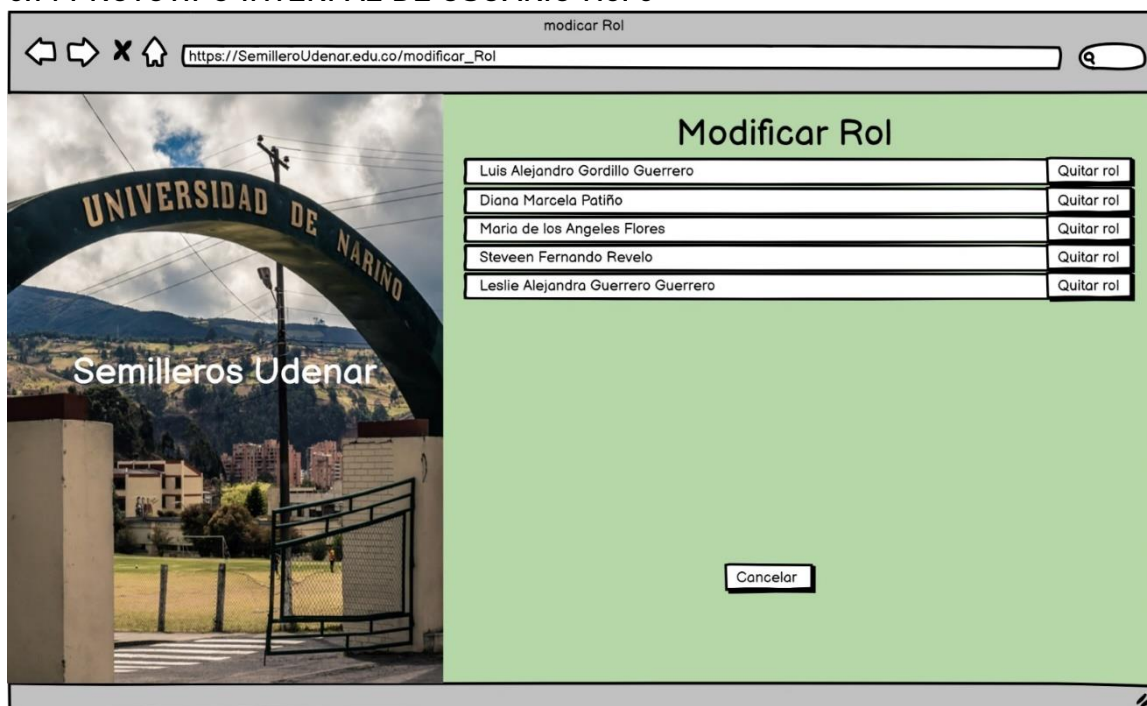 modicar Rol
https://SemilleroUdenar.edu.co/modificar_Rol
UNIVERSIDAD DE NARIÑO
Semilleros Udenar
Modificar Rol
Luis Alejandro Gordillo Guerrero Quitar rol
Diana Marcela Patiño Quitar rol
Maria de los Angeles Flores Quitar rol
Steveen Fernando Revelo Quitar rol
Leslie Alejandra Guerrero Guerrero Quitar rol
Cancelar